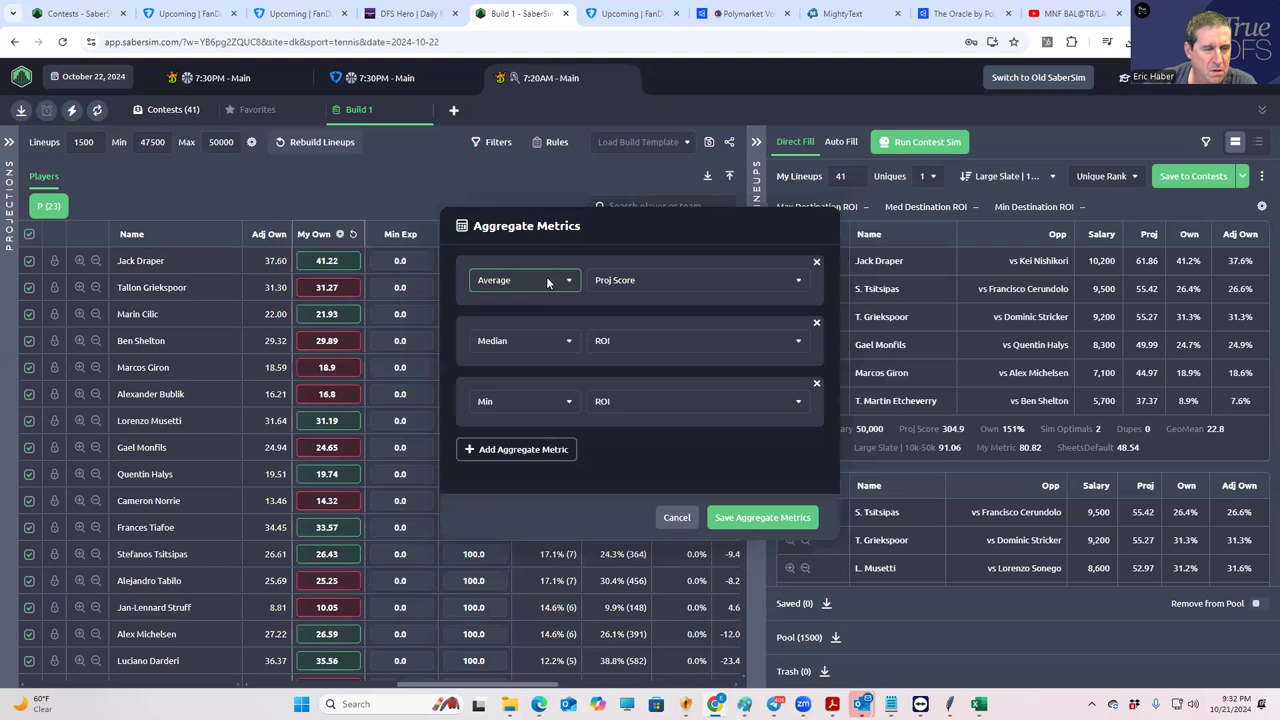 Contests - SaberSim
Upcoming | FanDu
Upcoming | FanDu
DFS Hero | Daily
Build 1 - SaberSim
Upcoming | FanDu
Polymarket Vo
MightyText
The Oracle by Po
MNF BAL@TB/LA
app.sabersim.com/?w=YB6pg2ZQUC8&site=dk&sport=tennis&date=2024-10-22
True
DFS
Eric Haber
October 22, 2024
7:30PM - Main
7:30PM - Main
7:20AM - Main
Switch to Old SaberSim
Contests (41)
Favorites
Build 1
Lineups 1500 Min 47500 Max 50000
Rebuild Lineups
Filters
Rules
Load Build Template
Direct Fill
Auto Fill
Run Contest Sim
PROJECTIONS
Players
My Lineups 41 Uniques 1
Large Slate | 1...
Unique Rank
Save to Contests
P (23)
Search player or team
Med Destination ROI --
Min Destination ROI --
Name Adj Own My Own Min Exp
Jack Draper 37.60 41.22 0.0
Tallon Griekspoor 31.30 31.27 0.0
Marin Cilic 22.00 21.93 0.0
Ben Shelton 29.32 29.89 0.0
Marcos Giron 18.59 18.9 0.0
Alexander Bublik 16.21 16.8 0.0
Lorenzo Musetti 31.64 31.19 0.0
Gael Monfils 24.94 24.65 0.0
Quentin Halys 19.51 19.74 0.0
Cameron Norrie 13.46 14.32 0.0
Frances Tiafoe 34.45 33.57 0.0
Stefanos Tsitsipas 26.61 26.43 0.0 100.0 17.1% (7) 24.3% (364) 0.0% -9.4
Alejandro Tabilo 25.69 25.25 0.0 100.0 17.1% (7) 30.4% (456) 0.0% -8.2
Jan-Lennard Struff 8.81 10.05 0.0 100.0 14.6% (6) 9.9% (148) 0.0% 4.6
Alex Michelsen 27.22 26.59 0.0 100.0 14.6% (6) 26.1% (391) 0.0% -12.0
Luciano Darderi 36.37 35.56 0.0 100.0 12.2% (5) 38.8% (582) 0.0% -23.4
Aggregate Metrics
Average Proj Score
Median ROI
Min ROI
Add Aggregate Metric
Cancel
Save Aggregate Metrics
Name Opp Salary Proj Own Adj Own
Jack Draper vs Kei Nishikori 10,200 61.86 41.2% 38%
S. Tsitsipas vs Francisco Cerundolo 9,500 55.42 26.4% 26.6%
T. Griekspoor vs Dominic Stricker 9,200 55.27 31.3% 31.3%
Gael Monfils vs Quentin Halys 8,300 49.99 24.7% 24.9%
Marcos Giron vs Alex Michelsen 7,100 44.97 18.9% 18.6%
T. Martin Etcheverry vs Ben Shelton 5,700 37.37 8.9% 7.6%
50,000 Proj Score 304.9 Own 151% Sim Optimals 2 Dupes 0 GeoMean 22.8
Large Slate | 10k-50k 91.06 My Metric 80.82 SheetsDefault 48.54
Name Opp Salary Proj Own Adj Own
S. Tsitsipas vs Francisco Cerundolo 9,500 55.42 26.4% 26.6%
T. Griekspoor vs Dominic Stricker 9,200 55.27 31.3% 31.3%
L. Musetti vs Lorenzo Sonego 8,600 52.97 31.2% 31.6%
Saved (0)
Remove from Pool
Pool (1500)
Trash (0)
60°F
Clear
Search
9:32 PM
10/21/2024